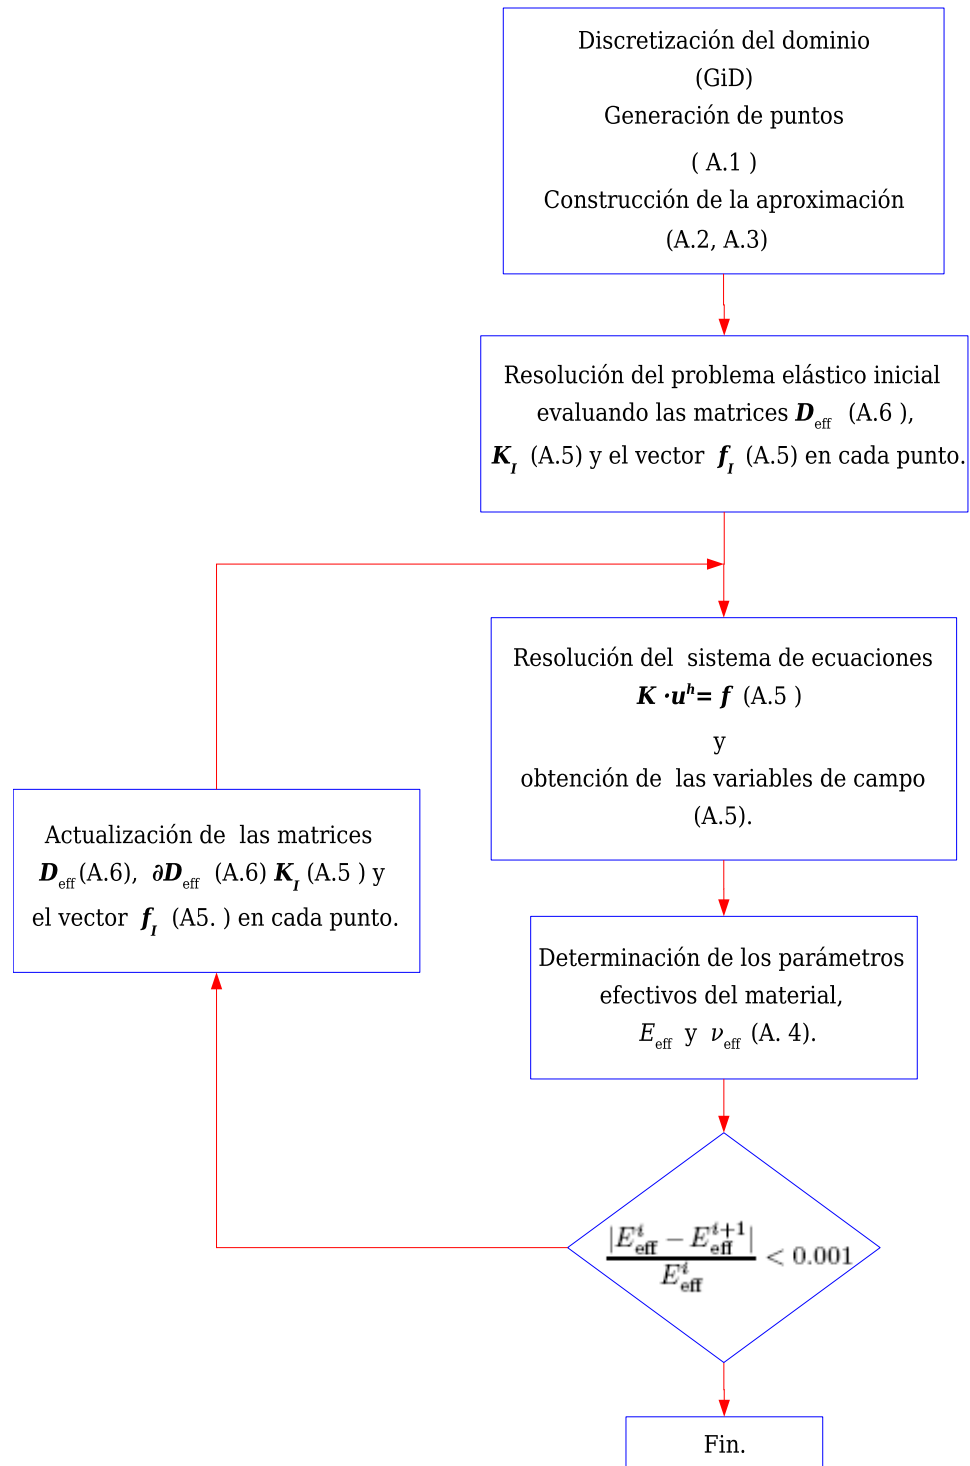 Discretización del dominio
(GiD)
Generación de puntos
( A.1 )
Construcción de la aproximación
(A.2, A.3)
Resolución del problema elástico inicial
evaluando las matrices D_eff (A.6 ),
K_I (A.5) y el vector f_I (A.5) en cada punto.
Resolución del sistema de ecuaciones
K ·u^h= f (A.5 )
y
obtención de las variables de campo
(A.5).
Actualización de las matrices
D_eff (A.6), ∂D_eff (A.6) K_I (A.5 ) y
el vector f_I (A5. ) en cada punto.
Determinación de los parámetros
efectivos del material,
E_eff y ν_eff (A. 4).
|E^i_eff − E^{i+1}_eff| / E^i_eff < 0.001
Fin.